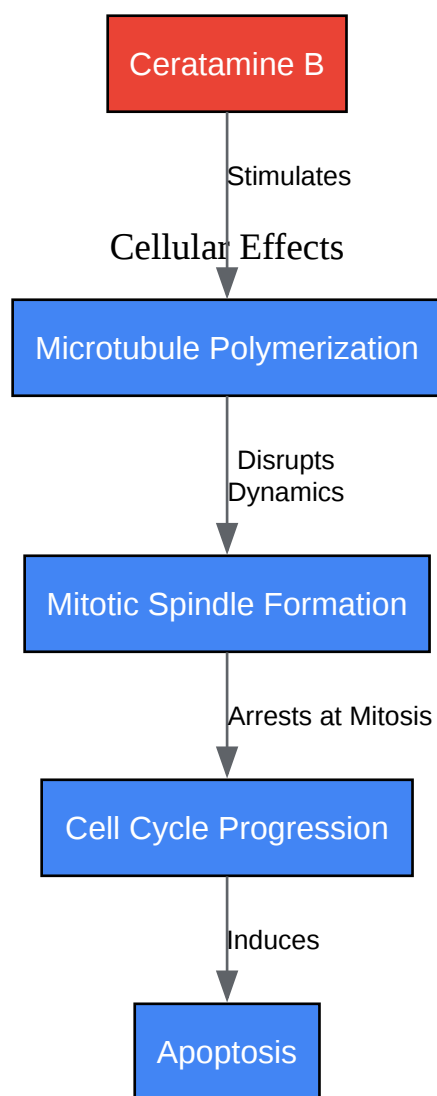 Ceratamine B
Stimulates
Cellular Effects
Microtubule Polymerization
Disrupts
Dynamics
Mitotic Spindle Formation
Arrests at Mitosis
Cell Cycle Progression
Induces
Apoptosis